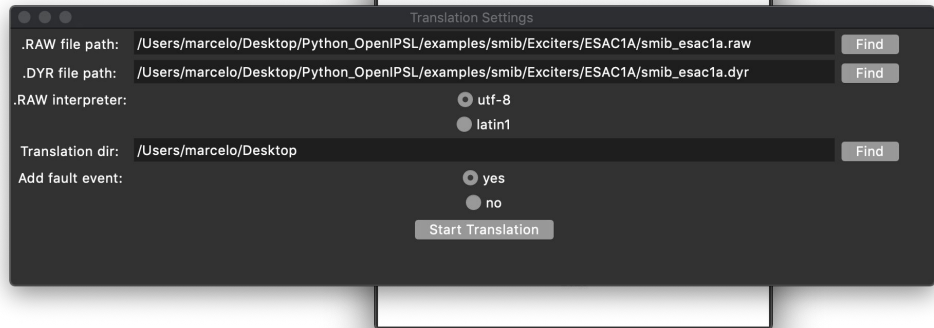 Translation Settings
.RAW file path: /Users/marcelo/Desktop/Python_OpenIPSL/examples/smib/Exciters/ESAC1A/smib_esac1a.raw Find
.DYR file path: /Users/marcelo/Desktop/Python_OpenIPSL/examples/smib/Exciters/ESAC1A/smib_esac1a.dyr Find
.RAW interpreter: utf-8
latin1
Translation dir: /Users/marcelo/Desktop Find
Add fault event: yes
no
Start Translation